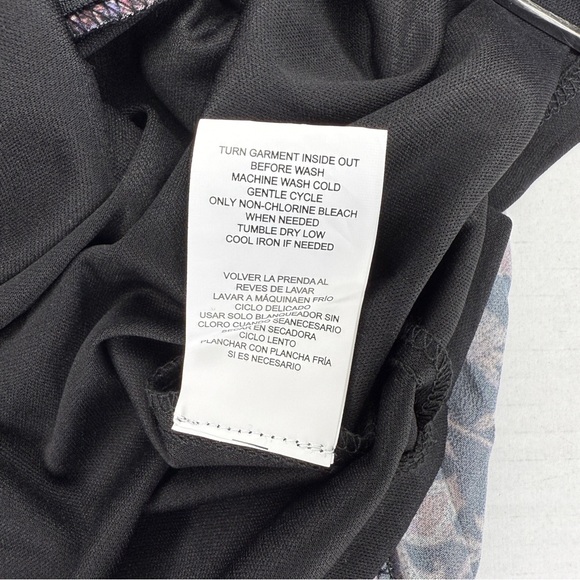 TURN GARMENT INSIDE OUT
BEFORE WASH
MACHINE WASH COLD
GENTLE CYCLE
ONLY NON-CHLORINE BLEACH
WHEN NEEDED
TUMBLE DRY LOW
COOL IRON IF NEEDED
VOLVER LA PRENDA AL
REVES DE LAVAR
LAVAR A MÁQUINAEN FRÍO
CICLO DELICADO
USAR SOLO BLANQUEADOR SIN
CLORO CUANDO SEANECESARIO
EN SECADORA
CICLO LENTO
PLANCHAR CON PLANCHA FRÍA
SI ES NECESARIO